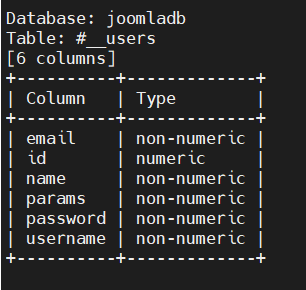 Database: joomladb
Table: #__users
[6 columns]
+----------+-------------+
| Column   | Type        |
+----------+-------------+
| email    | non-numeric |
| id       | numeric     |
| name     | non-numeric |
| params   | non-numeric |
| password | non-numeric |
| username | non-numeric |
+----------+-------------+